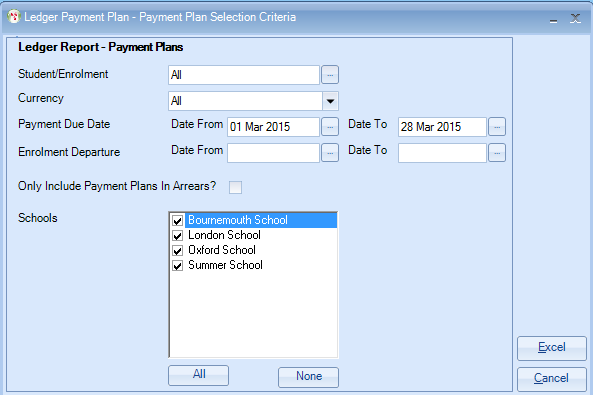 Ledger Payment Plan - Payment Plan Selection Criteria
Ledger Report - Payment Plans
Student/Enrolment All ...
Currency All
Payment Due Date Date From 01 Mar 2015 ... Date To 28 Mar 2015 ...
Enrolment Departure Date From ... Date To ...
Only Include Payment Plans In Arrears?
Schools Bournemouth School
London School
Oxford School
Summer School
All None
Excel
Cancel